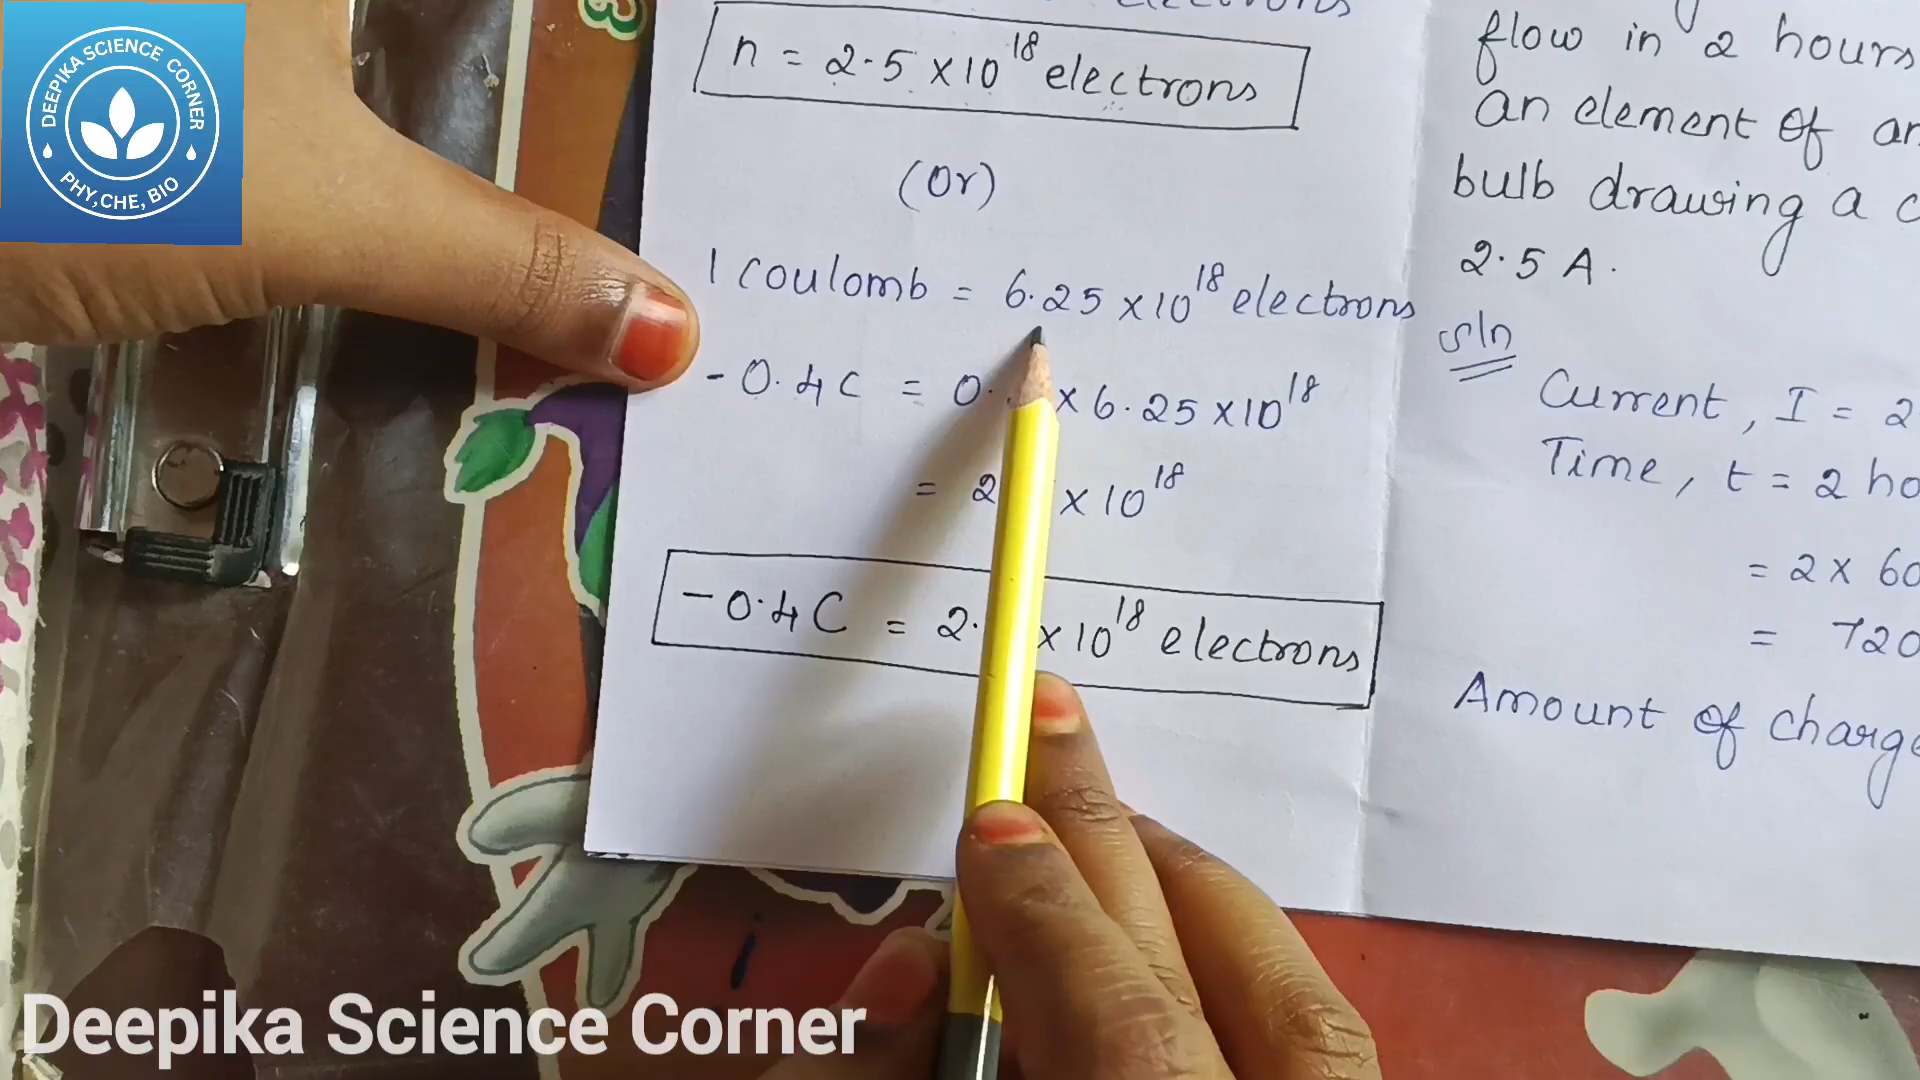 DEEPIKA SCIENCE CORNER
PHY, CHE, BIO
electrons
n = 2.5 ×10^18 electrons
(Or)
1 coulomb = 6.25 ×10^18 electrons
-0.4C = 0. × 6.25 ×10^18
= 2 × 10^18
-0.4C = 2. ×10^18 electrons
flow in 2 hours
an element of
bulb drawing a
2.5 A.
Sln
Current, I = 2
Time, t = 2
= 2 × 60
= 720
Amount of charge
Deepika Science Corner